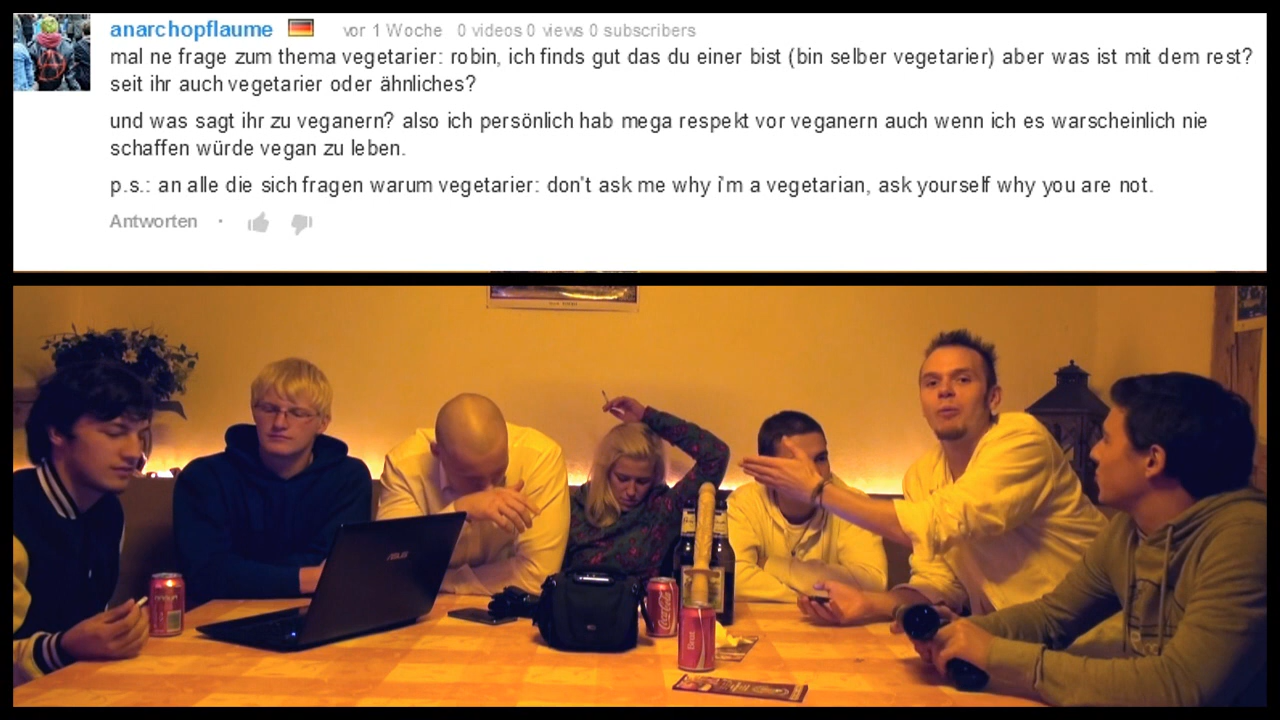 anarchopflaume vor 1 Woche 0 videos 0 views 0 subscribers
mal ne frage zum thema vegetarier: robin, ich finds gut das du einer bist (bin selber vegetarier) aber was ist mit dem rest?
seit ihr auch vegetarier oder ähnliches?
und was sagt ihr zu veganern? also ich persönlich hab mega respekt vor veganern auch wenn ich es warscheinlich nie
schaffen würde vegan zu leben.
p.s.: an alle die sich fragen warum vegetarier: don't ask me why i'm a vegetarian, ask yourself why you are not.
Antworten ·
ASUS
Coca-Cola